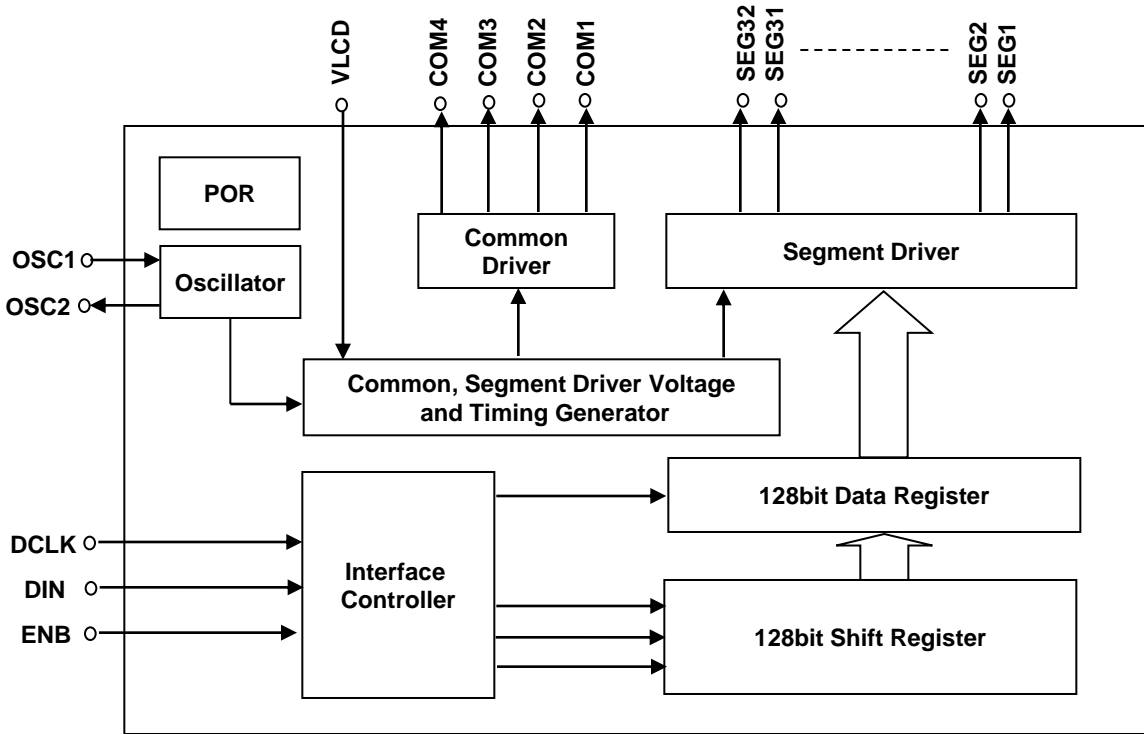 VLCD
COM4
COM3
COM2
COM1
SEG32
SEG31
SEG2
SEG1
POR
OSC1
Oscillator
OSC2
Common
Driver
Segment Driver
Common, Segment Driver Voltage
and Timing Generator
128bit Data Register
DCLK
DIN
ENB
Interface
Controller
128bit Shift Register